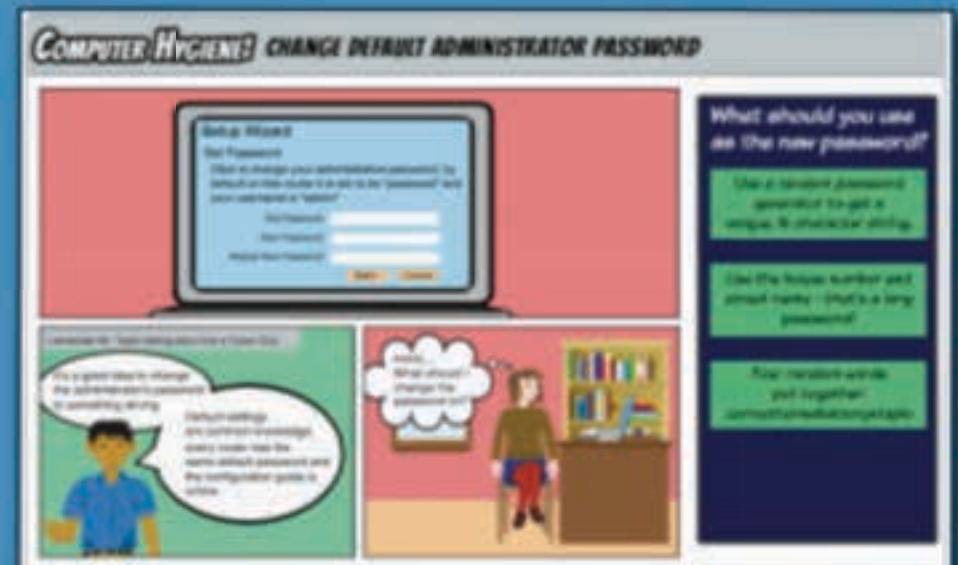 COMPUTER HYGIENE: CHANGE DEFAULT ADMINISTRATOR PASSWORD
Setup Wizard
Set Password
Click to change your administrative password, by
default on this router it is set to be "password" and
your username is "admin"
Old Password
New Password
Repeat New Password
It's a good idea to change
the administrator's password
to something strong.
Default settings
are common knowledge,
every router has the
same default password and
the configuration guide is
online.
Hmm...
What should I
change the
password to?
What should you use
as the new password?
Use a random password
generator to get a
unique, character string.
Use the house number and
street name - that's a long
password!
Four random words
put together: